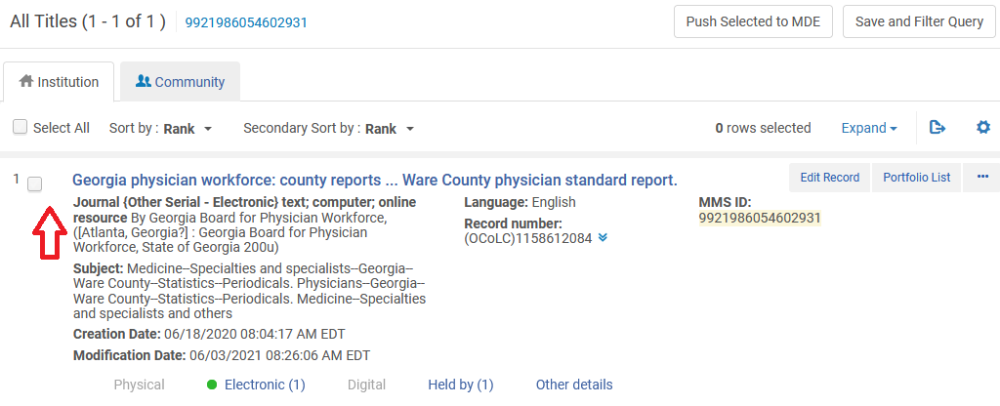 All Titles (1 - 1 of 1 ) 9921986054602931 Push Selected to MDE Save and Filter Query
Institution Community
Select All Sort by : Rank Secondary Sort by : Rank 0 rows selected Expand
1 Georgia physician workforce: county reports ... Ware County physician standard report. Edit Record Portfolio List ...
Journal {Other Serial - Electronic} text; computer; online
resource By Georgia Board for Physician Workforce,
([Atlanta, Georgia?] : Georgia Board for Physician
Workforce, State of Georgia 200u)
Subject: Medicine--Specialties and specialists--Georgia--
Ware County--Statistics--Periodicals. Physicians--Georgia--
Ware County--Statistics--Periodicals. Medicine--Specialties
and specialists and others
Creation Date: 06/18/2020 08:04:17 AM EDT
Modification Date: 06/03/2021 08:26:06 AM EDT
Language: English
Record number:
(OCoLC)1158612084
MMS ID:
9921986054602931
Physical Electronic (1) Digital Held by (1) Other details